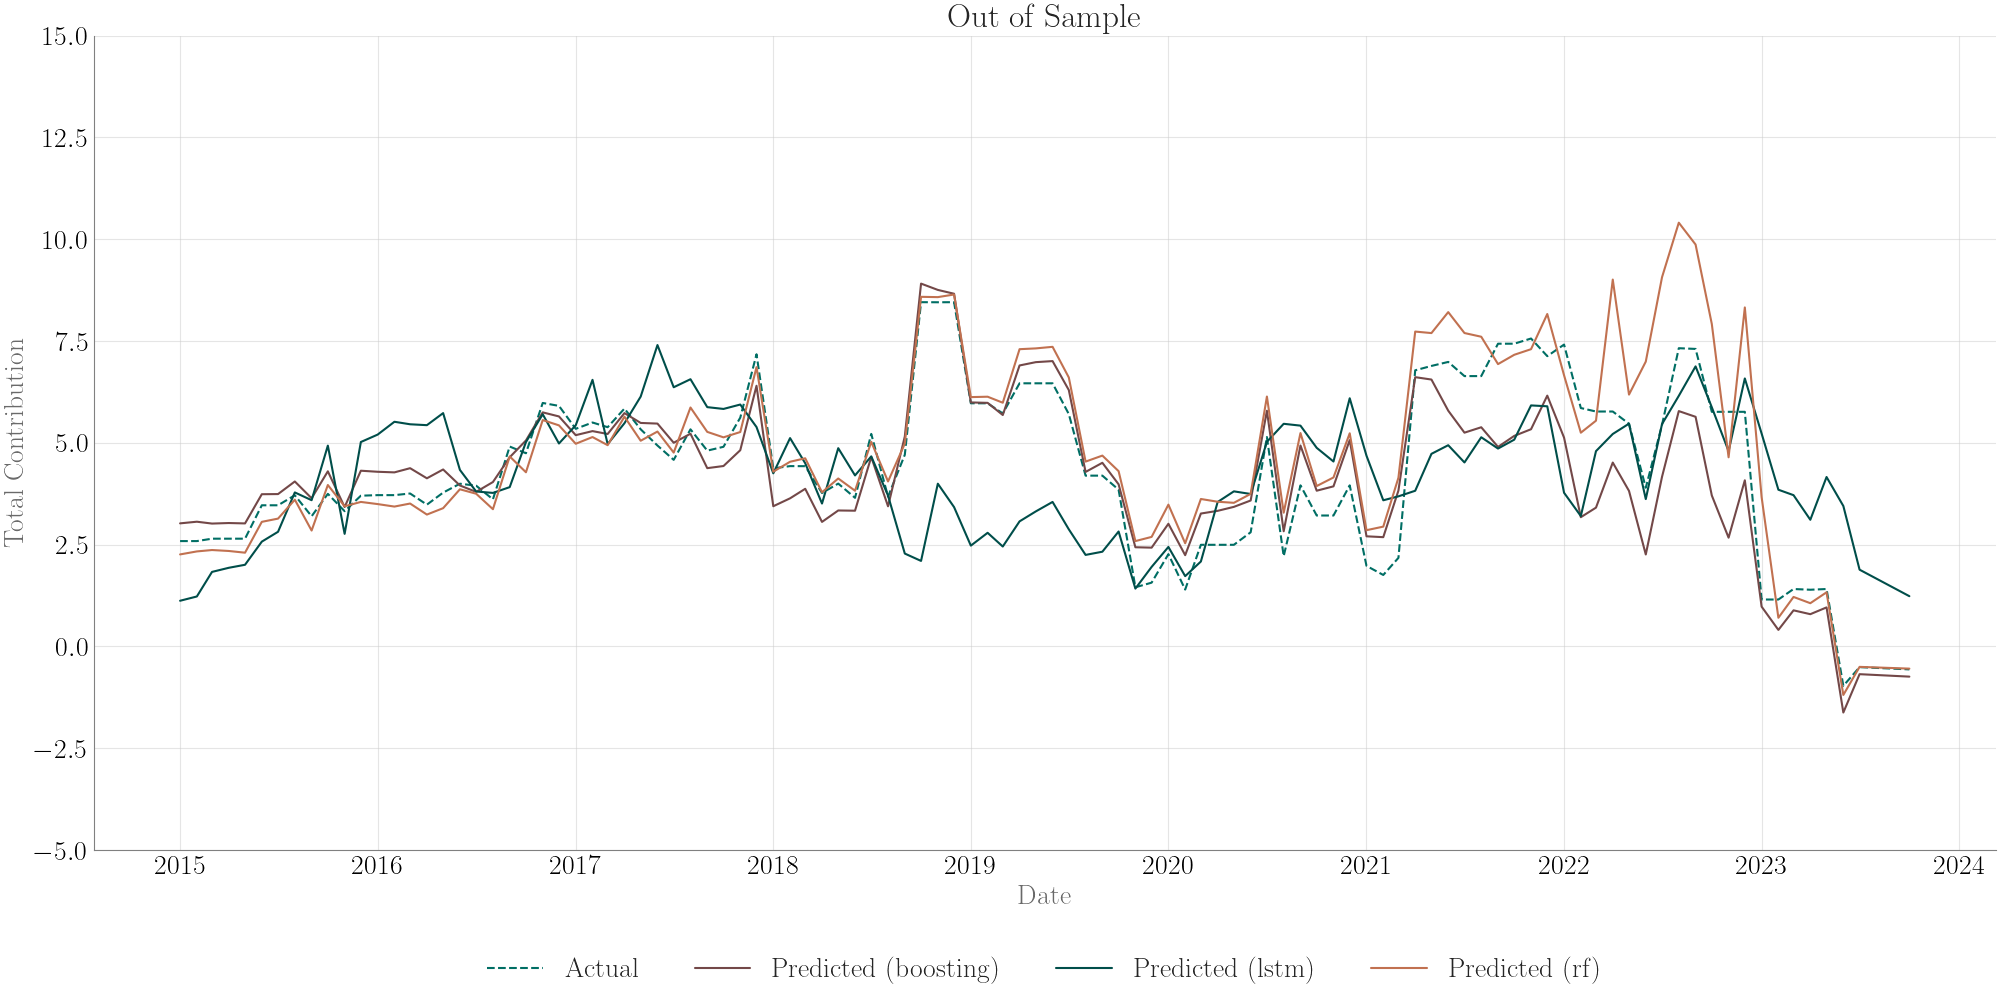 Out of Sample
15.0
12.5
10.0
7.5
5.0
2.5
0.0
−2.5
−5.0
Total Contribution
2015 2016 2017 2018 2019 2020 2021 2022 2023 2024
Date
Actual Predicted (boosting) Predicted (lstm) Predicted (rf)